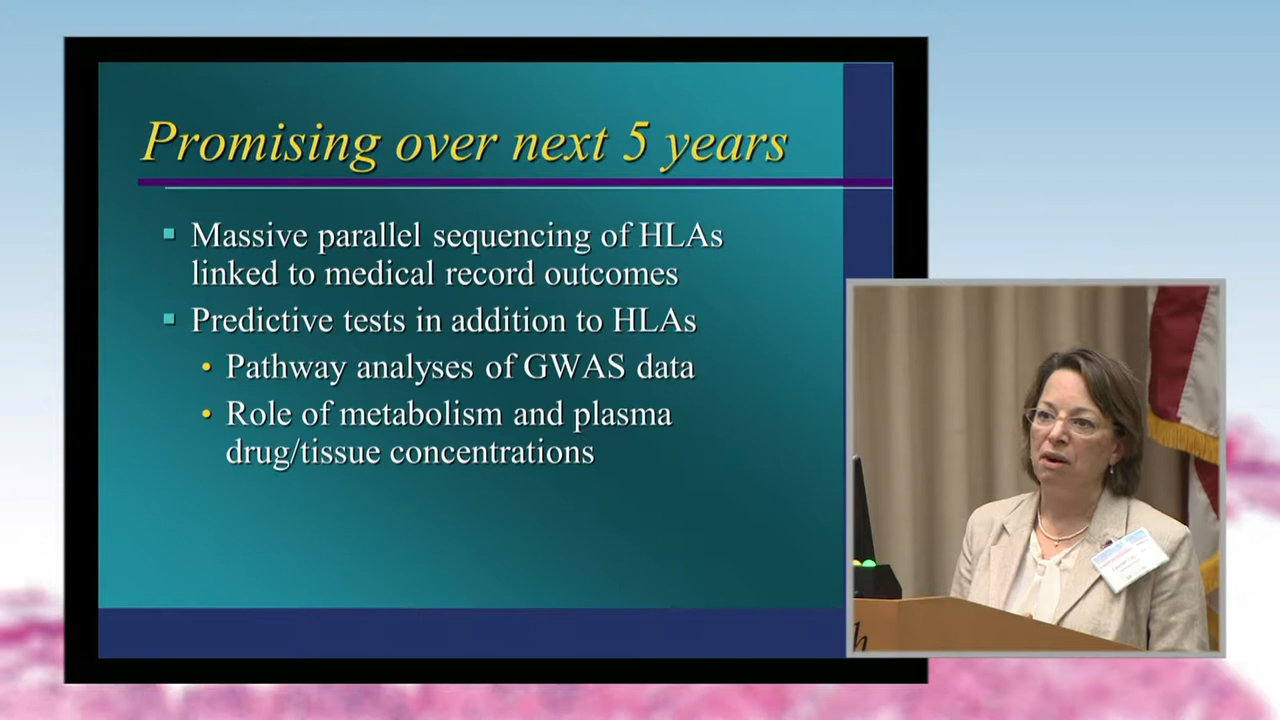 Promising over next 5 years
Massive parallel sequencing of HLAs
linked to medical record outcomes
Predictive tests in addition to HLAs
Pathway analyses of GWAS data
Role of metabolism and plasma
drug/tissue concentrations
h